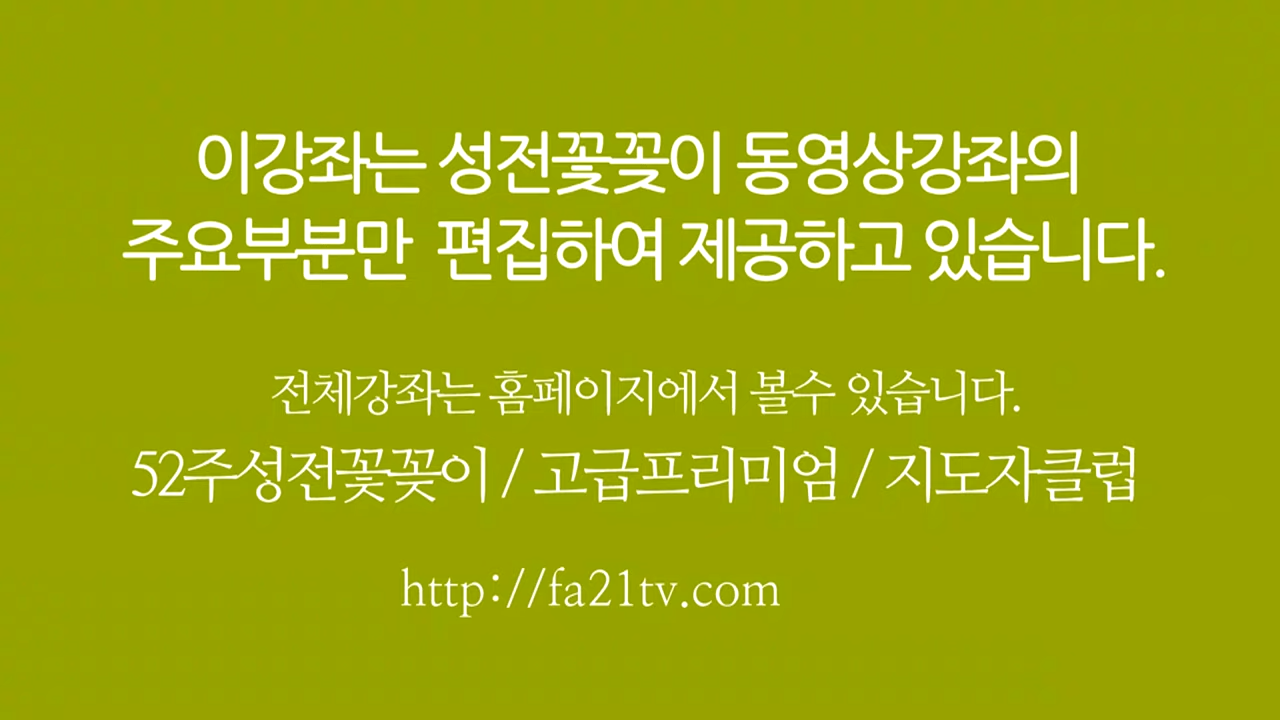 이강좌는 성전꽃꽂이 동영상강좌의
주요부분만 편집하여 제공하고 있습니다.
전체강좌는 홈페이지에서 볼수 있습니다.
52주성전꽃꽂이 / 고급프리미엄 / 지도자클럽
http://fa21tv.com